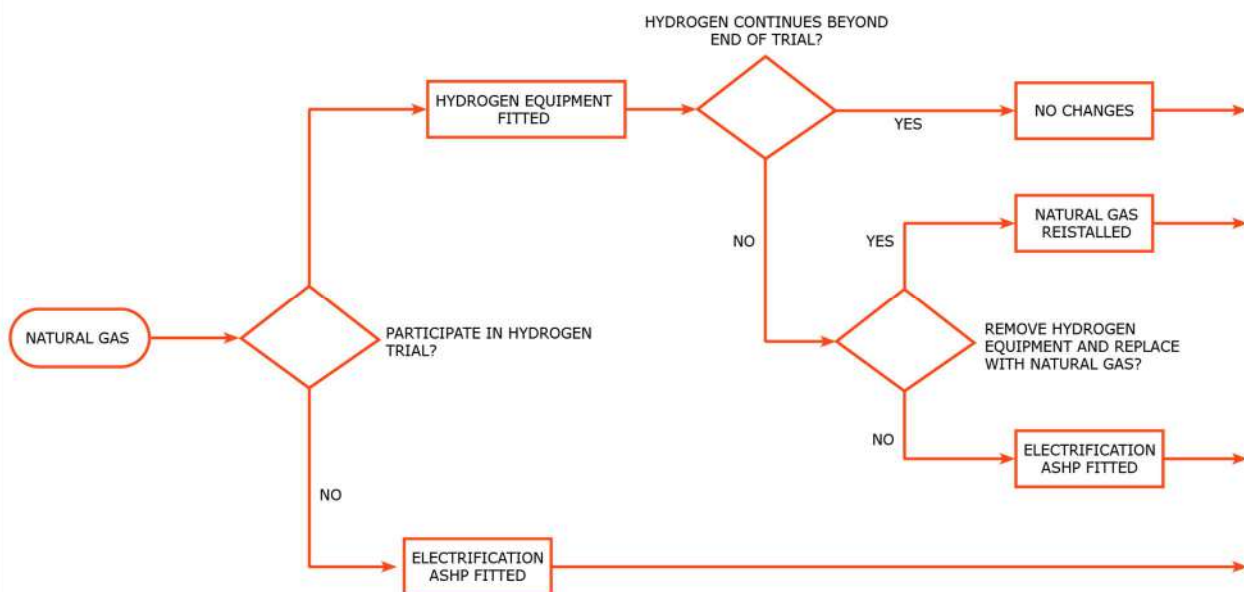 HYDROGEN CONTINUES BEYOND
END OF TRIAL?
HYDROGEN EQUIPMENT
FITTED
YES
NO CHANGES
NO
YES
NATURAL GAS
REISTALLED
NATURAL GAS
PARTICIPATE IN HYDROGEN
TRIAL?
REMOVE HYDROGEN
EQUIPMENT AND REPLACE
WITH NATURAL GAS?
NO
ELECTRIFICATION
ASHP FITTED
NO
ELECTRIFICATION
ASHP FITTED